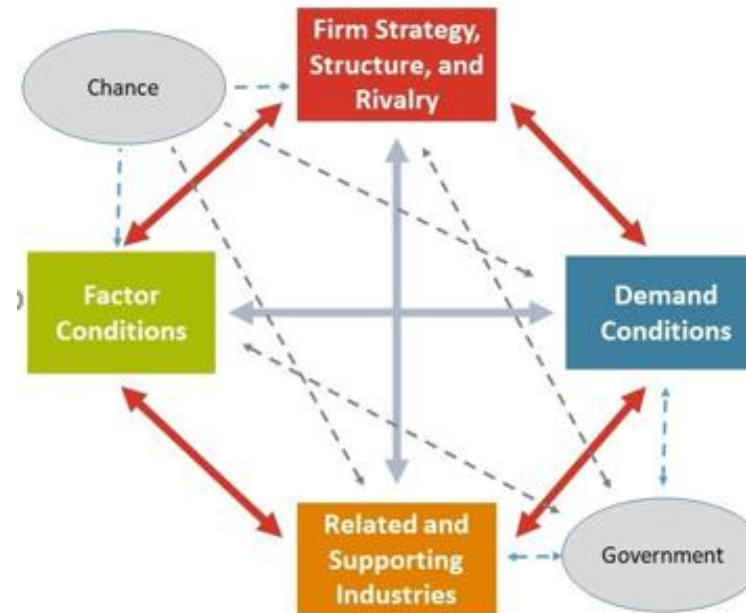 Firm Strategy,
Structure, and
Rivalry
Chance
Factor
Conditions
Demand
Conditions
Related and
Supporting
Industries
Government